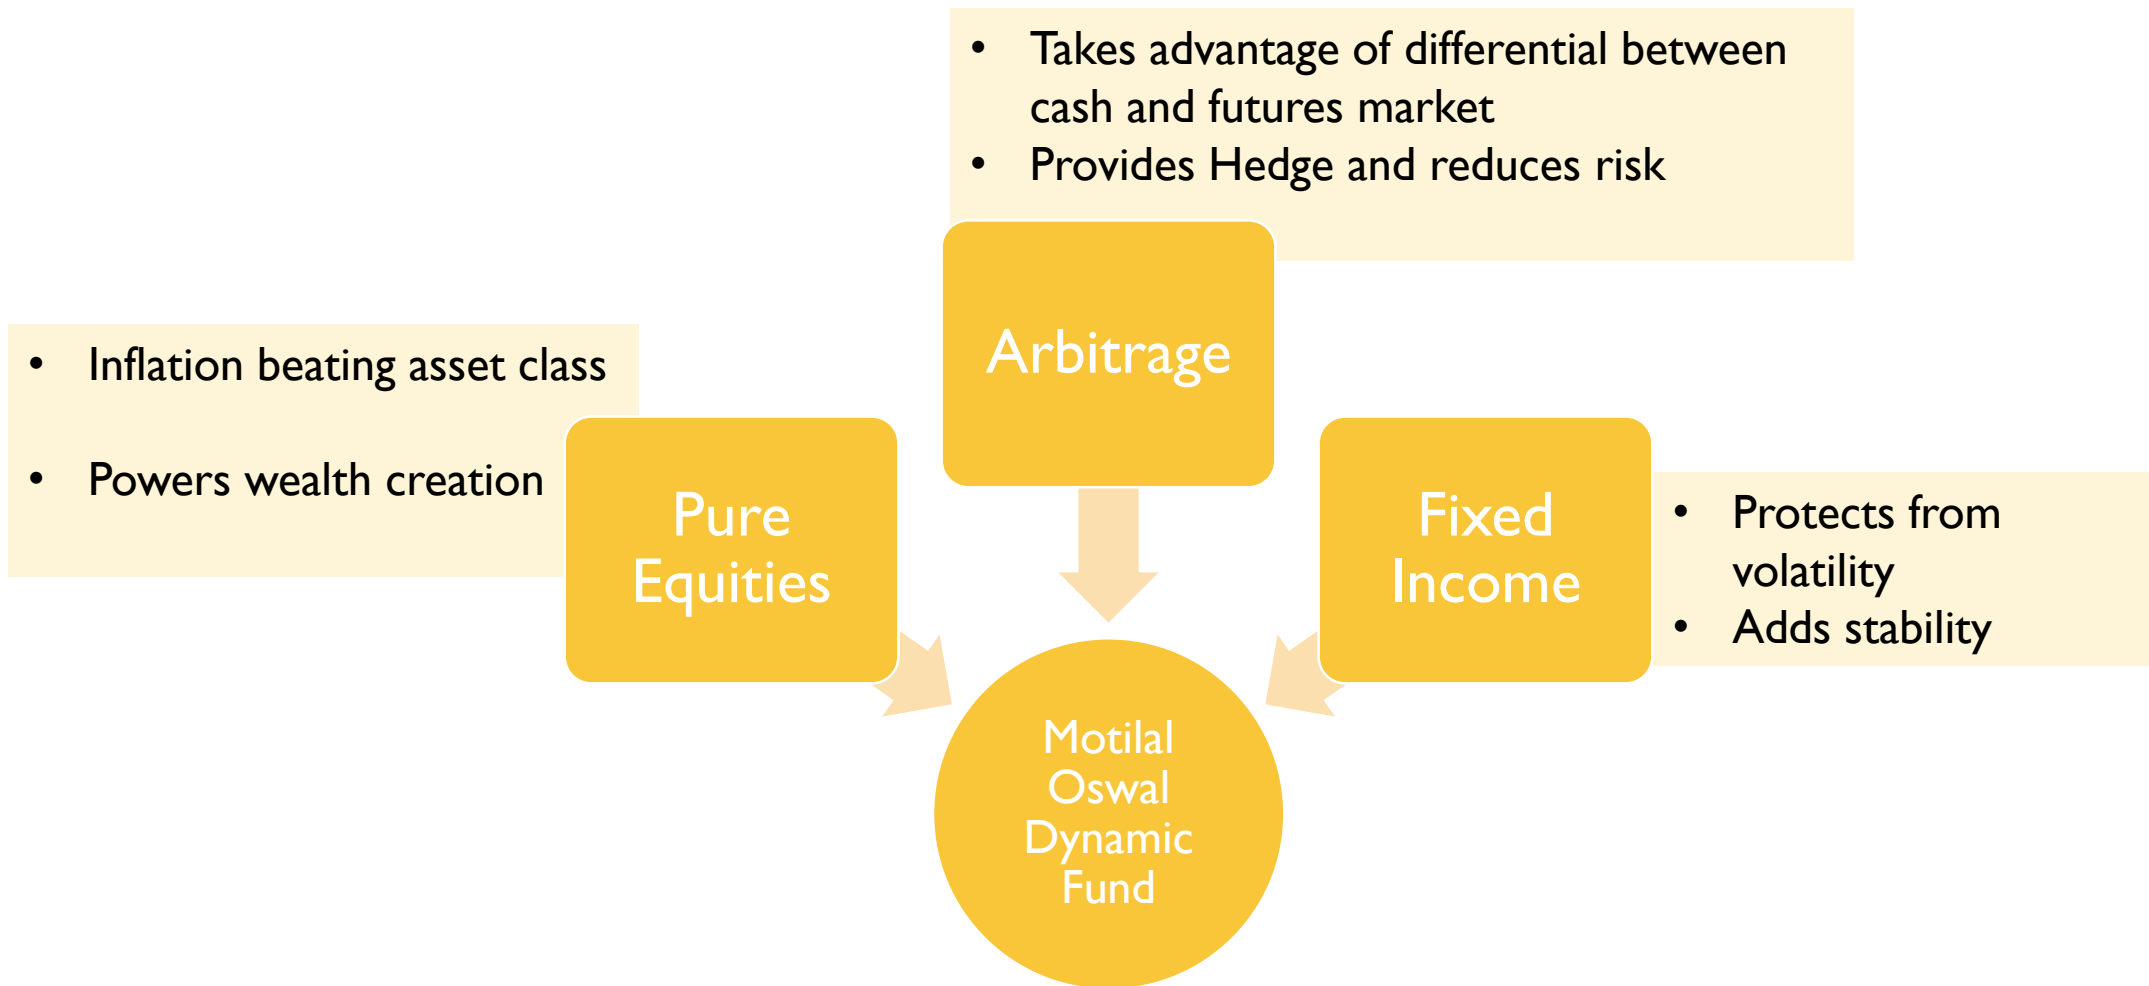 • Takes advantage of differential between
cash and futures market
• Provides Hedge and reduces risk
Arbitrage
• Inflation beating asset class
• Powers wealth creation
Pure
Equities
Fixed
Income
• Protects from
volatility
• Adds stability
Motilal
Oswal
Dynamic
Fund